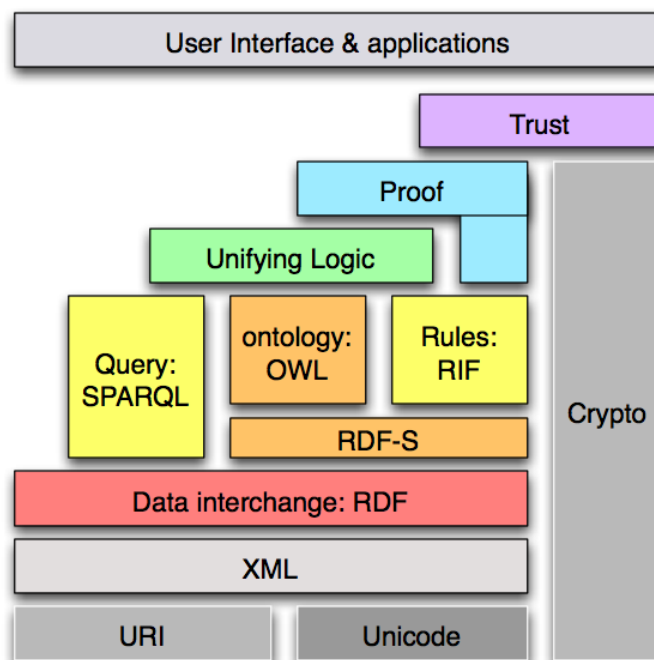 User Interface & applications
Trust
Proof
Unifying Logic
Query:
SPARQL
ontology:
OWL
Rules:
RIF
Crypto
RDF-S
Data interchange: RDF
XML
URI
Unicode